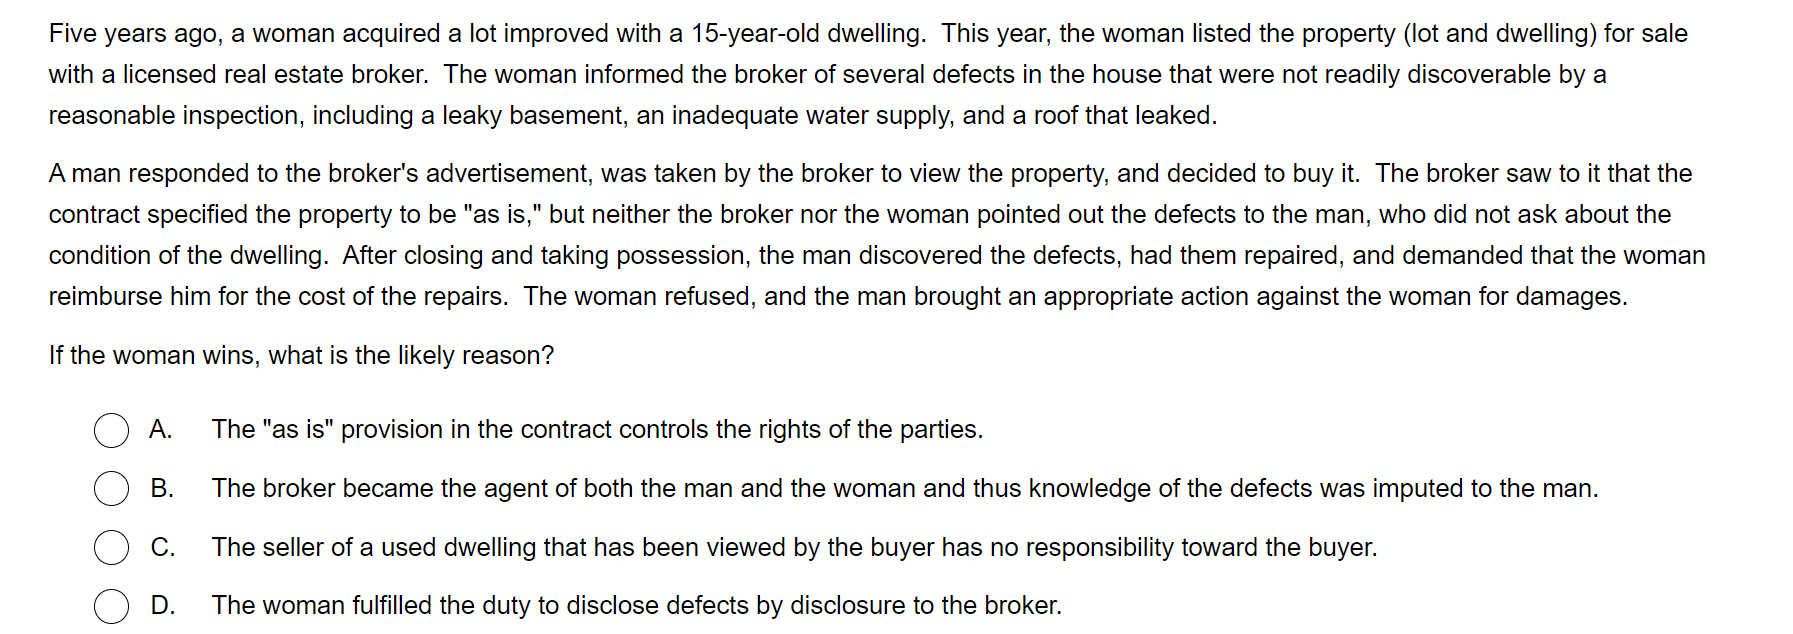 Five years ago, a woman acquired a lot improved with a 15-year-old dwelling. This year, the woman listed the property (lot and dwelling) for sale
with a licensed real estate broker. The woman informed the broker of several defects in the house that were not readily discoverable by a
reasonable inspection, including a leaky basement, an inadequate water supply, and a roof that leaked.
A man responded to the broker's advertisement, was taken by the broker to view the property, and decided to buy it. The broker saw to it that the
contract specified the property to be "as is," but neither the broker nor the woman pointed out the defects to the man, who did not ask about the
condition of the dwelling. After closing and taking possession, the man discovered the defects, had them repaired, and demanded that the woman
reimburse him for the cost of the repairs. The woman refused, and the man brought an appropriate action against the woman for damages.
If the woman wins, what is the likely reason?
A. The "as is" provision in the contract controls the rights of the parties.
B. The broker became the agent of both the man and the woman and thus knowledge of the defects was imputed to the man.
C. The seller of a used dwelling that has been viewed by the buyer has no responsibility toward the buyer.
D. The woman fulfilled the duty to disclose defects by disclosure to the broker.